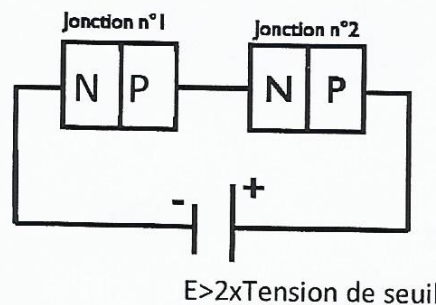 Jonction n°1
Jonction n°2
N P
N P
- +
E>2xTension de seuil